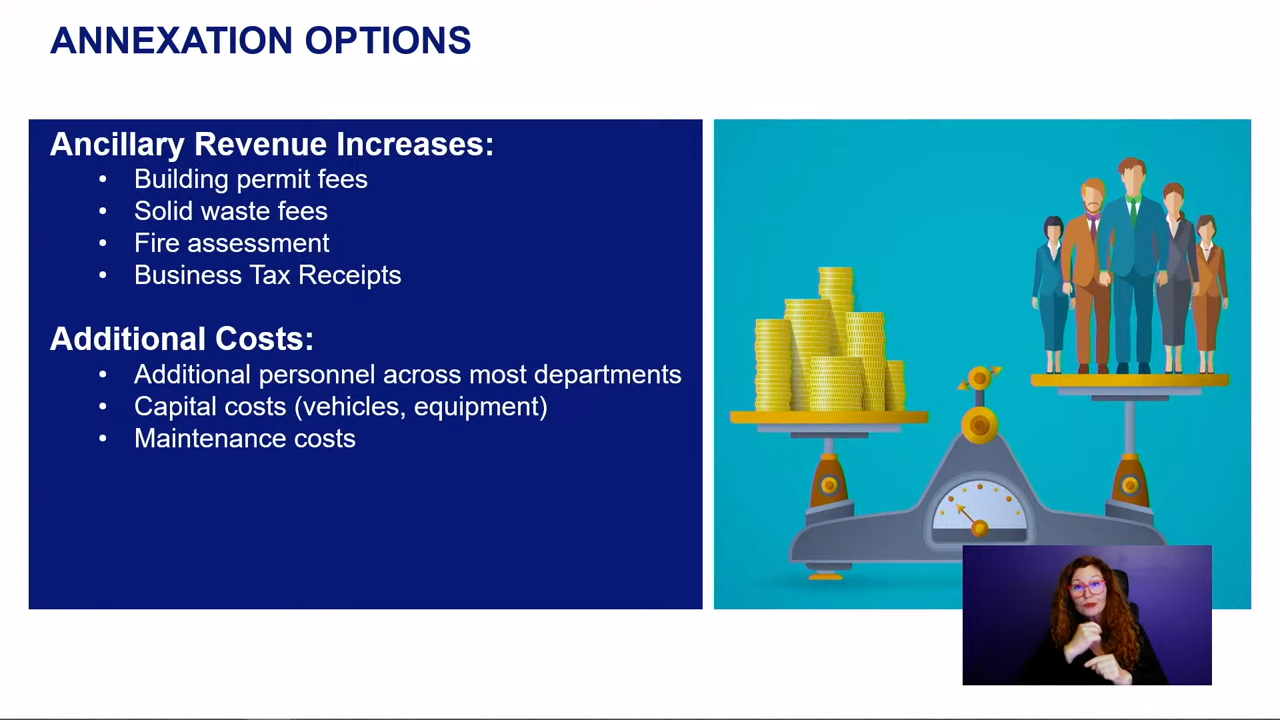 ANNEXATION OPTIONS
Ancillary Revenue Increases:
• Building permit fees
• Solid waste fees
• Fire assessment
• Business Tax Receipts
Additional Costs:
• Additional personnel across most departments
• Capital costs (vehicles, equipment)
• Maintenance costs